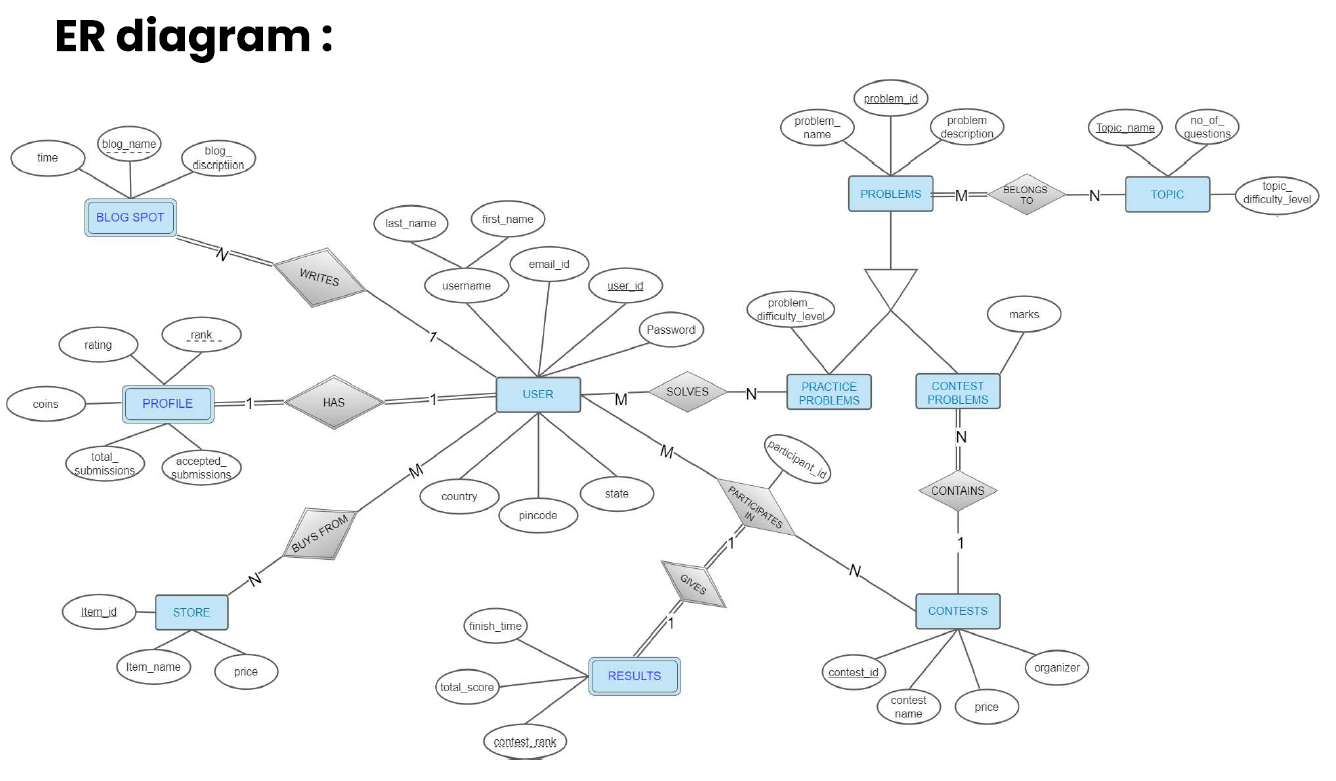 ER diagram :
problem_id
problem_
name
problem
description
Topic_name
no_of_
questions
time
blog_name
blog_
discriptiion
PROBLEMS
M
BELONGS
TO
N
TOPIC
topic_
difficulty_level
BLOG SPOT
last_name
first_name
N
WRITES
username
email_id
user_id
problem_
difficulty_level
marks
Password
1
rating
rank
coins
PROFILE
1
HAS
1
USER
M
SOLVES
N
PRACTICE
PROBLEMS
CONTEST
PROBLEMS
N
total_
submissions
accepted_
submissions
M
M
participant_id
country
pincode
state
PARTICIPATES
IN
CONTAINS
BUYS FROM
1
1
N
N
GIVES
Item_id
STORE
1
CONTESTS
Item_name
price
finish_time
total_score
RESULTS
contest_rank
contest_id
contest
name
price
organizer